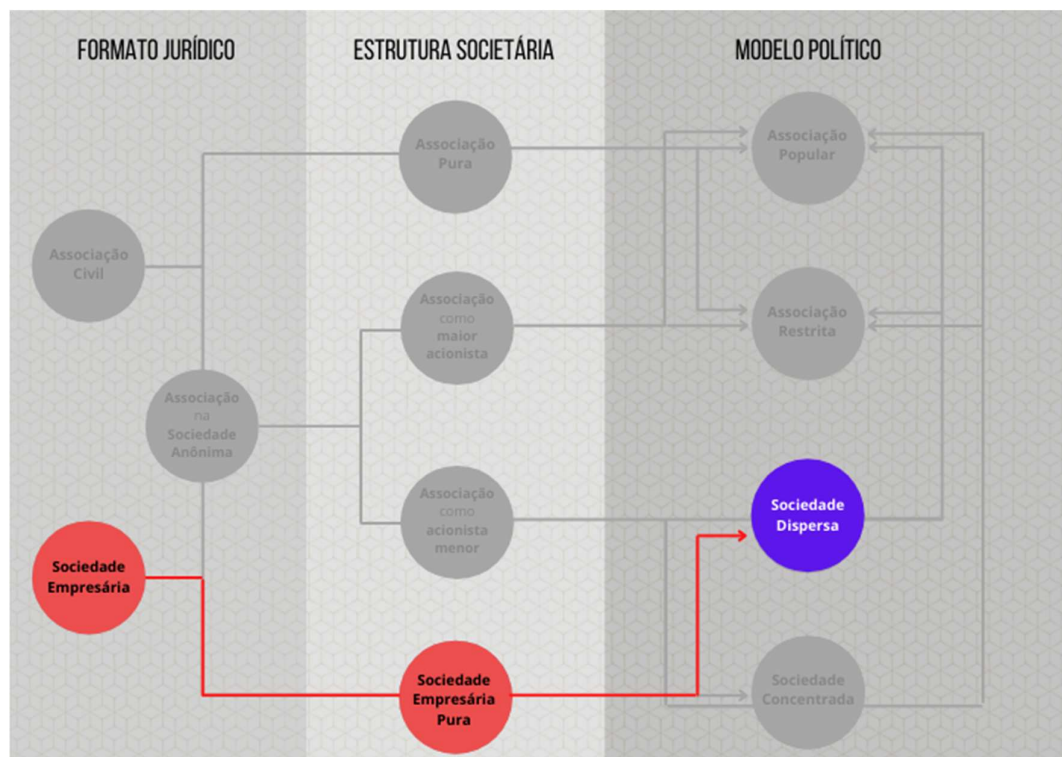 FORMATO JURÍDICO
ESTRUTURA SOCIETÁRIA
MODELO POLÍTICO
Associação
Civil
Associação
na
Sociedade
Anônima
Sociedade
Empresária
Associação
Pura
Associação
como
maior
acionista
Associação
como
acionista
menor
Sociedade
Empresária
Pura
Associação
Popular
Associação
Restrita
Sociedade
Dispersa
Sociedade
Concentrada